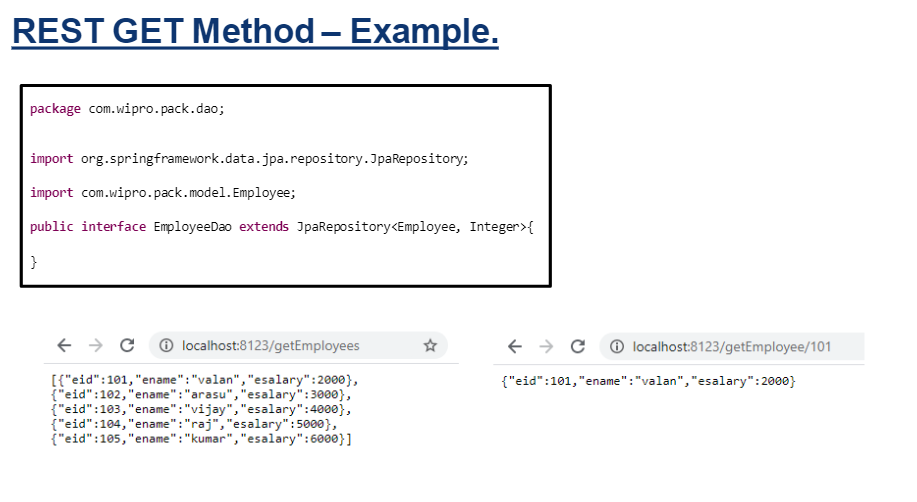 REST GET Method – Example.
package com.wipro.pack.dao;
import org.springframework.data.jpa.repository.JpaRepository;
import com.wipro.pack.model.Employee;
public interface EmployeeDao extends JpaRepository<Employee, Integer>{
}
localhost:8123/getEmployees
[{"eid":101,"ename":"valan","esalary":2000},
{"eid":102,"ename":"arasu","esalary":3000},
{"eid":103,"ename":"vijay","esalary":4000},
{"eid":104,"ename":"raj","esalary":5000},
{"eid":105,"ename":"kumar","esalary":6000}]
localhost:8123/getEmployee/101
{"eid":101,"ename":"valan","esalary":2000}